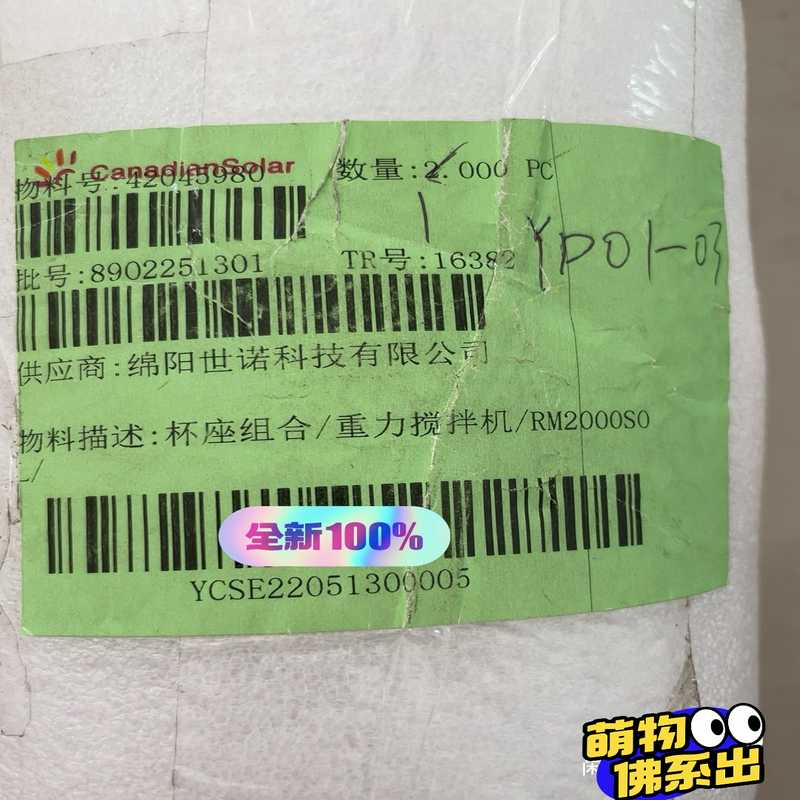 CanadianSolar
物料号:42045980
数量:2.000 PC
1
批号:8902251301
TR号:16382
YD01-03
供应商:绵阳世诺科技有限公司
物料描述:杯座组合/重力搅拌机/RM2000SO
L/
全新100%
YCSE22051300005
萌物
佛系出